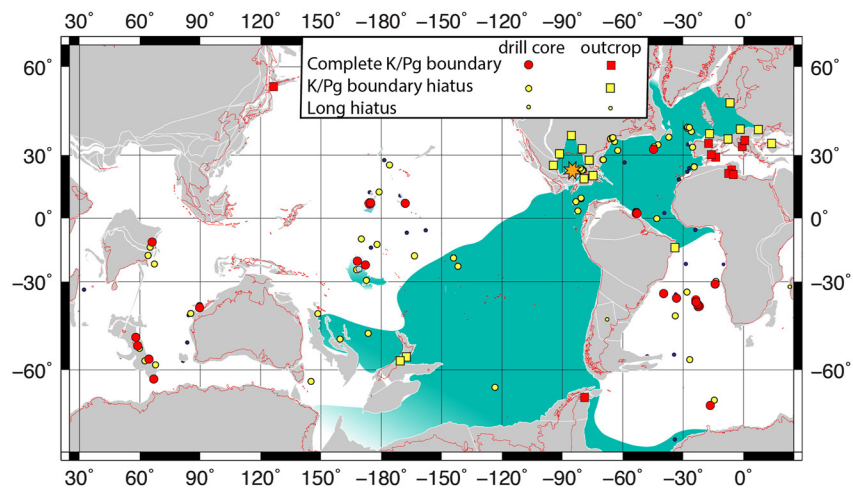 30° 60° 90° 120° 150° −180° −150° −120° −90° −60° −30° 0°
drill core outcrop
Complete K/Pg boundary
K/Pg boundary hiatus
Long hiatus
60° 60°
30° 30°
0° 0°
−30° −30°
−60° −60°
30° 60° 90° 120° 150° −180° −150° −120° −90° −60° −30° 0°